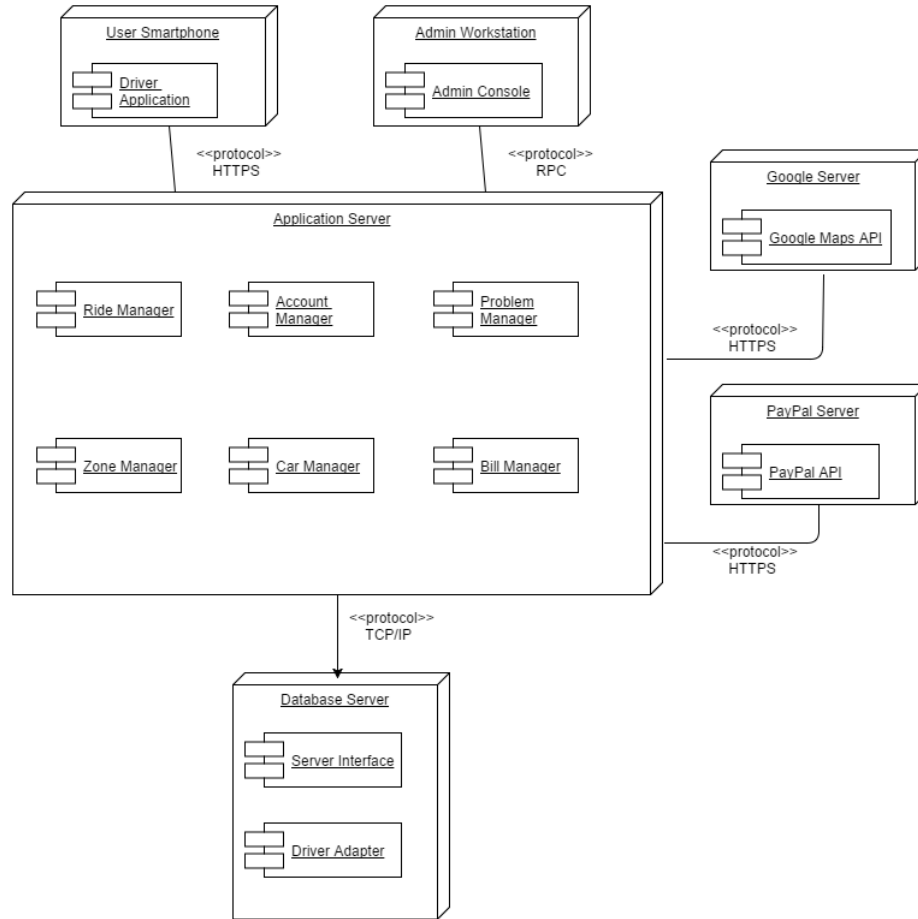 User Smartphone
Driver
Application
Admin Workstation
Admin Console
<<protocol>>
HTTPS
<<protocol>>
RPC
Google Server
Google Maps API
Application Server
Ride Manager
Account
Manager
Problem
Manager
<<protocol>>
HTTPS
PayPal Server
PayPal API
Zone Manager
Car Manager
Bill Manager
<<protocol>>
HTTPS
<<protocol>>
TCP/IP
Database Server
Server Interface
Driver Adapter